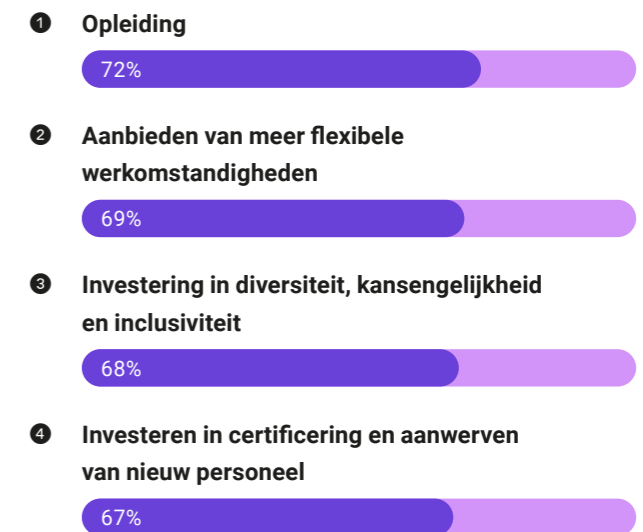 ❶ Opleiding
72%
❷ Aanbieden van meer flexibele
werkomstandigheden
69%
❸ Investering in diversiteit, kansengelijkheid
en inclusiviteit
68%
❹ Investeren in certificering en aanwerven
van nieuw personeel
67%